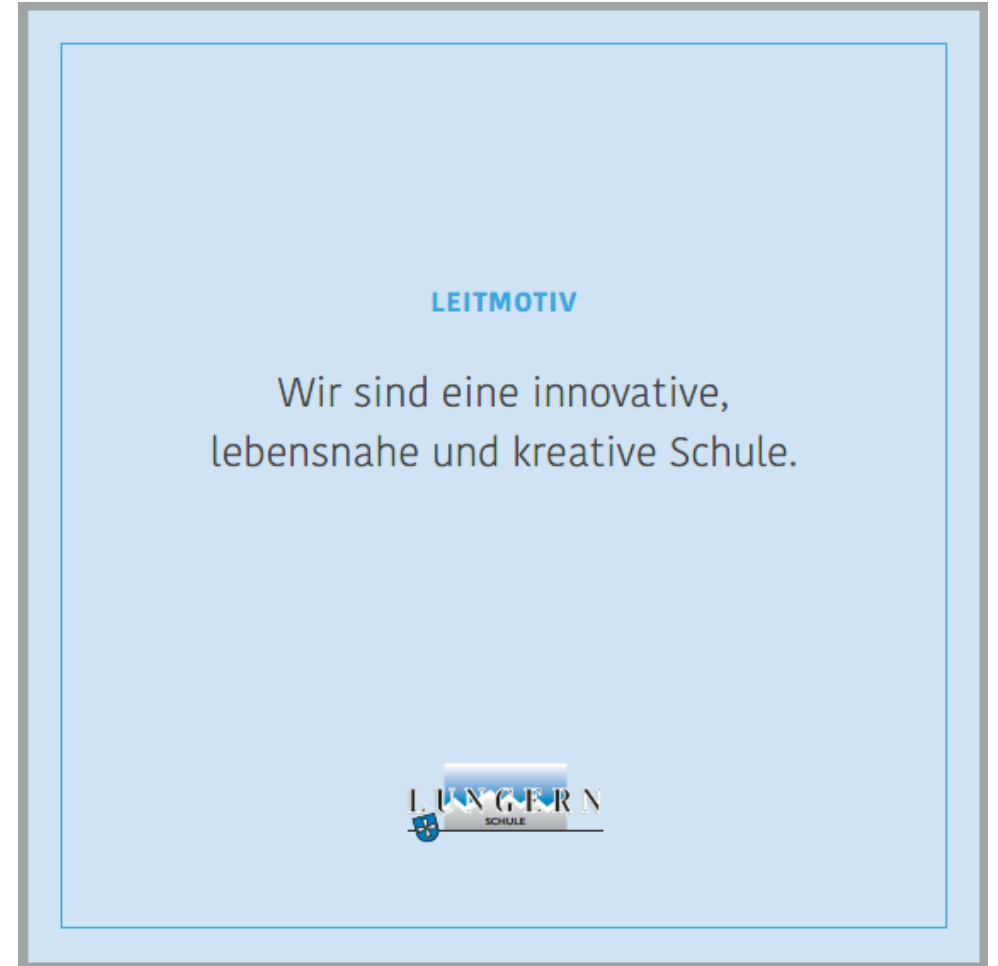 LEITMOTIV
Wir sind eine innovative,
lebensnahe und kreative Schule.
LUNGERN
SCHULE